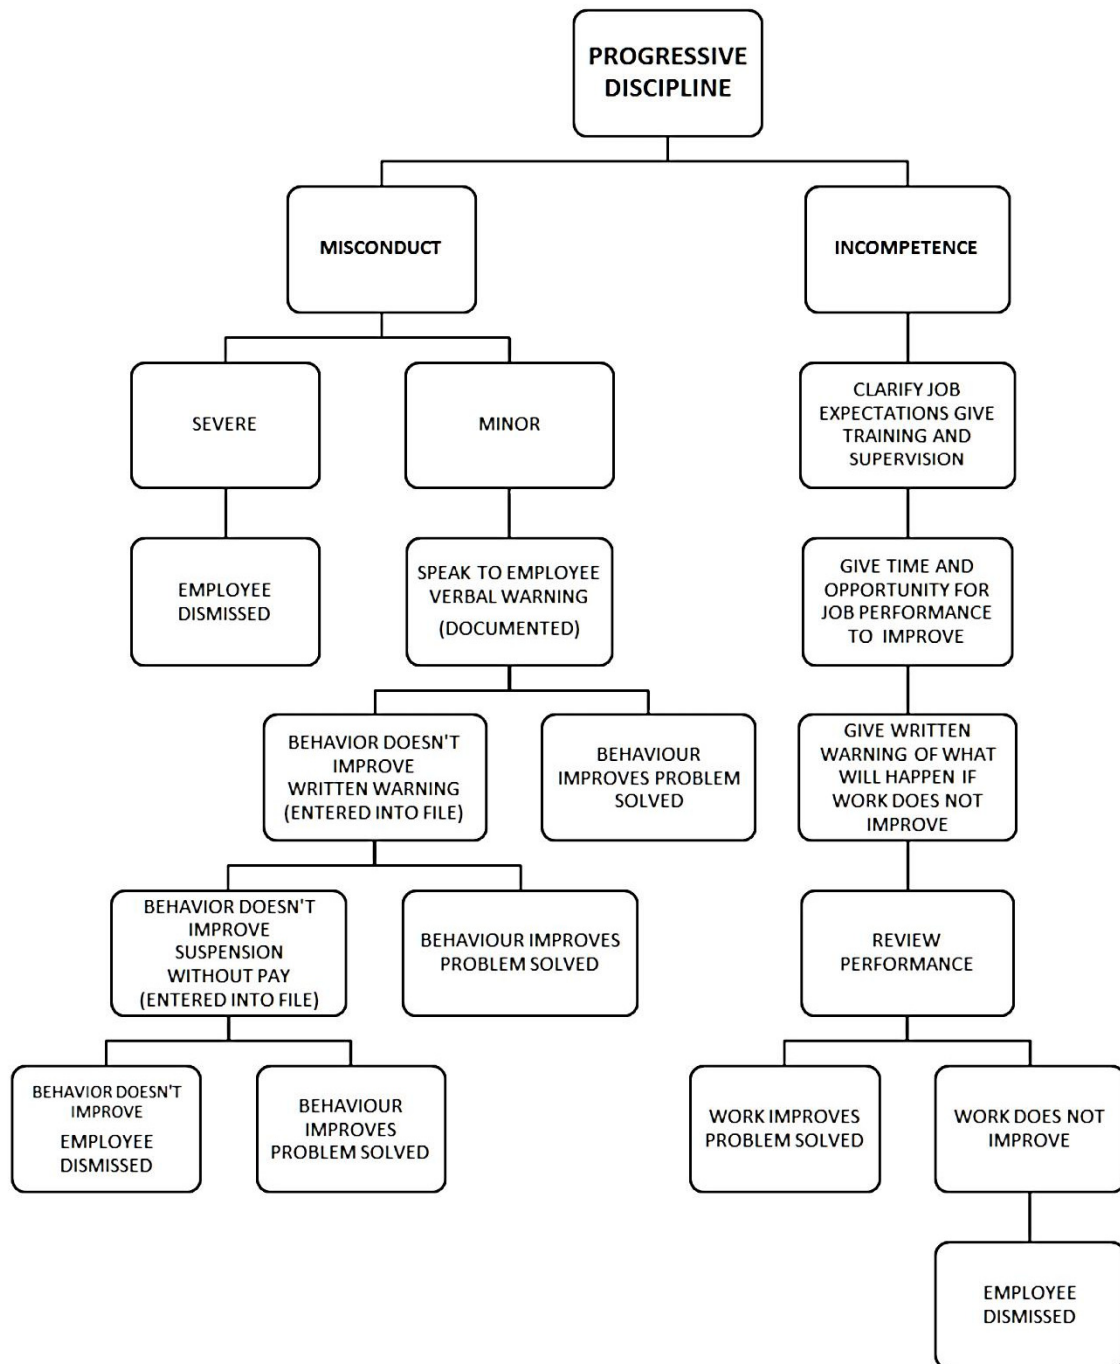 PROGRESSIVE
DISCIPLINE
MISCONDUCT
INCOMPETENCE
SEVERE
MINOR
CLARIFY JOB
EXPECTATIONS GIVE
TRAINING AND
SUPERVISION
EMPLOYEE
DISMISSED
SPEAK TO EMPLOYEE
VERBAL WARNING
(DOCUMENTED)
GIVE TIME AND
OPPORTUNITY FOR
JOB PERFORMANCE
TO IMPROVE
BEHAVIOR DOESN'T
IMPROVE
WRITTEN WARNING
(ENTERED INTO FILE)
BEHAVIOUR
IMPROVES PROBLEM
SOLVED
GIVE WRITTEN
WARNING OF WHAT
WILL HAPPEN IF
WORK DOES NOT
IMPROVE
BEHAVIOR DOESN'T
IMPROVE
SUSPENSION
WITHOUT PAY
(ENTERED INTO FILE)
BEHAVIOUR IMPROVES
PROBLEM SOLVED
REVIEW
PERFORMANCE
BEHAVIOR DOESN'T
IMPROVE
EMPLOYEE
DISMISSED
BEHAVIOUR
IMPROVES
PROBLEM SOLVED
WORK IMPROVES
PROBLEM SOLVED
WORK DOES NOT
IMPROVE
EMPLOYEE
DISMISSED